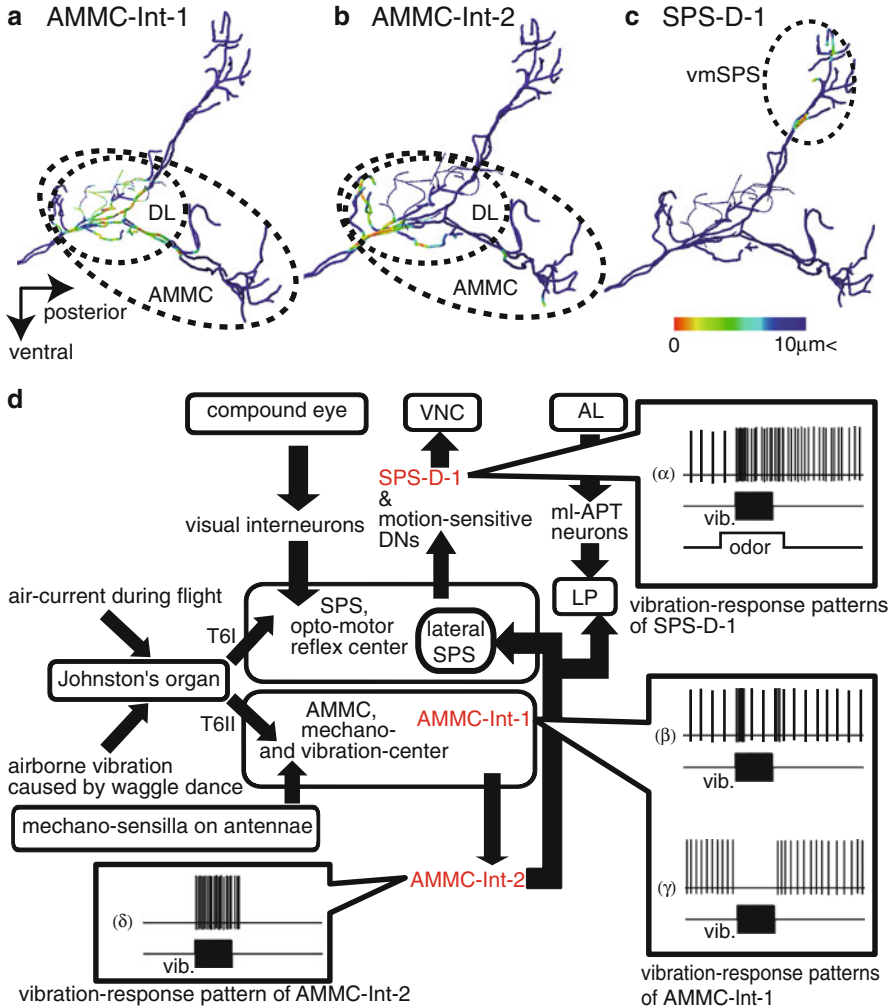 a AMMC-Int-1
b AMMC-Int-2
c SPS-D-1
vmSPS
DL
DL
AMMC
AMMC
posterior
ventral
0
10μm<
d
compound eye
VNC
AL
SPS-D-1
&
motion-sensitive
DNs
visual interneurons
ml-APT
neurons
(α)
vib.
odor
vibration-response patterns
of SPS-D-1
air-current during flight
T6I
SPS,
opto-motor
reflex center
lateral
SPS
LP
Johnston's organ
T6II
AMMC,
mechano-
and vibration-center
AMMC-Int-1
airborne vibration
caused by waggle dance
mechano-sensilla on antennae
(β)
vib.
(γ)
vib.
vibration-response patterns
of AMMC-Int-1
AMMC-Int-2
(δ)
vib.
vibration-response pattern of AMMC-Int-2